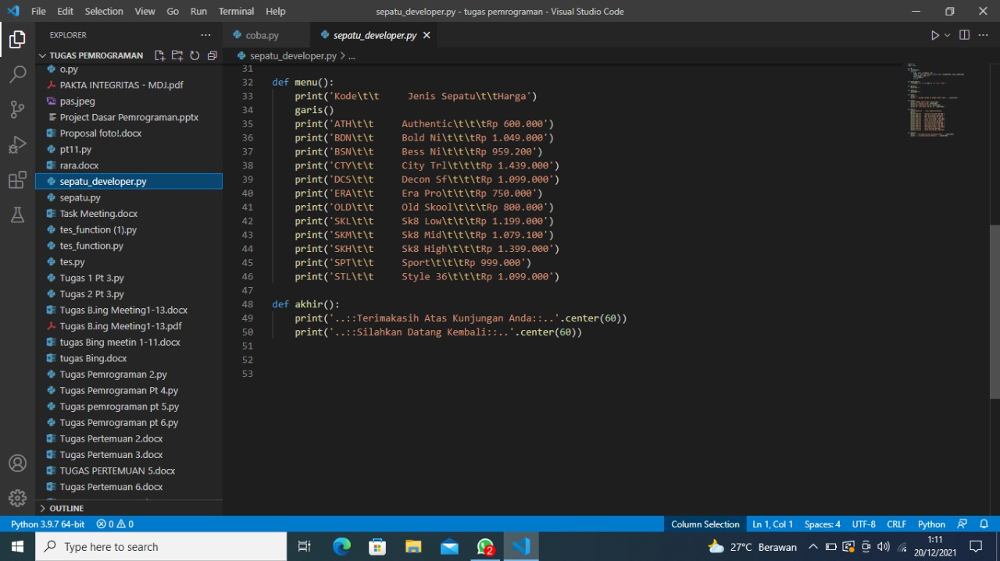 File Edit Selection View Go Run Terminal Help
sepatu_developer.py - tugas pemrograman - Visual Studio Code
EXPLORER
TUGAS PEMROGRAMAN
o.py
PAKTA INTEGRITAS - MDJ.pdf
pas.jpeg
Project Dasar Pemrograman.pptx
Proposal foto!.docx
pt11.py
rara.docx
sepatu_developer.py
sepatu.py
Task Meeting.docx
tes_function (1).py
tes_function.py
tes.py
Tugas 1 Pt 3.py
Tugas 2 Pt 3.py
Tugas B.ing Meeting1-13.docx
Tugas B.ing Meeting1-13.pdf
tugas Bing meetin 1-11.docx
tugas Bing.docx
Tugas Pemrograman 2.py
Tugas Pemrograman Pt 4.py
Tugas pemrograman pt 5.py
Tugas Pemrograman pt 6.py
Tugas Pertemuan 2.docx
Tugas Pertemuan 3.docx
TUGAS PERTEMUAN 5.docx
Tugas Pertemuan 6.docx
OUTLINE
coba.py
sepatu_developer.py
sepatu_developer.py > ...
31
32 def menu():
33 print('Kode\t\t     Jenis Sepatu\t\tHarga')
34 garis()
35 print('ATH\t\t     Authentic\t\t\tRp 600.000')
36 print('BDN\t\t     Bold Ni\t\t\tRp 1.049.000')
37 print('BSN\t\t     Bess Ni\t\t\tRp 959.200')
38 print('CTY\t\t     City Trl\t\t\tRp 1.439.000')
39 print('DCS\t\t     Decon Sf\t\t\tRp 1.099.000')
40 print('ERA\t\t     Era Pro\t\t\tRp 750.000')
41 print('OLD\t\t     Old Skool\t\t\tRp 800.000')
42 print('SKL\t\t     Sk8 Low\t\t\tRp 1.199.000')
43 print('SKM\t\t     Sk8 Mid\t\t\tRp 1.079.100')
44 print('SKH\t\t     Sk8 High\t\t\tRp 1.399.000')
45 print('SPT\t\t     Sport\t\t\tRp 999.000')
46 print('STL\t\t     Style 36\t\t\tRp 1.099.000')
47
48 def akhir():
49 print('..::Terimakasih Atas Kunjungan Anda::..'.center(60))
50 print('..::Silahkan Datang Kembali::..'.center(60))
51
52
53
Python 3.9.7 64-bit 0 0 Column Selection Ln 1, Col 1 Spaces: 4 UTF-8 CRLF Python
Type here to search
2
27°C Berawan
1:11
20/12/2021